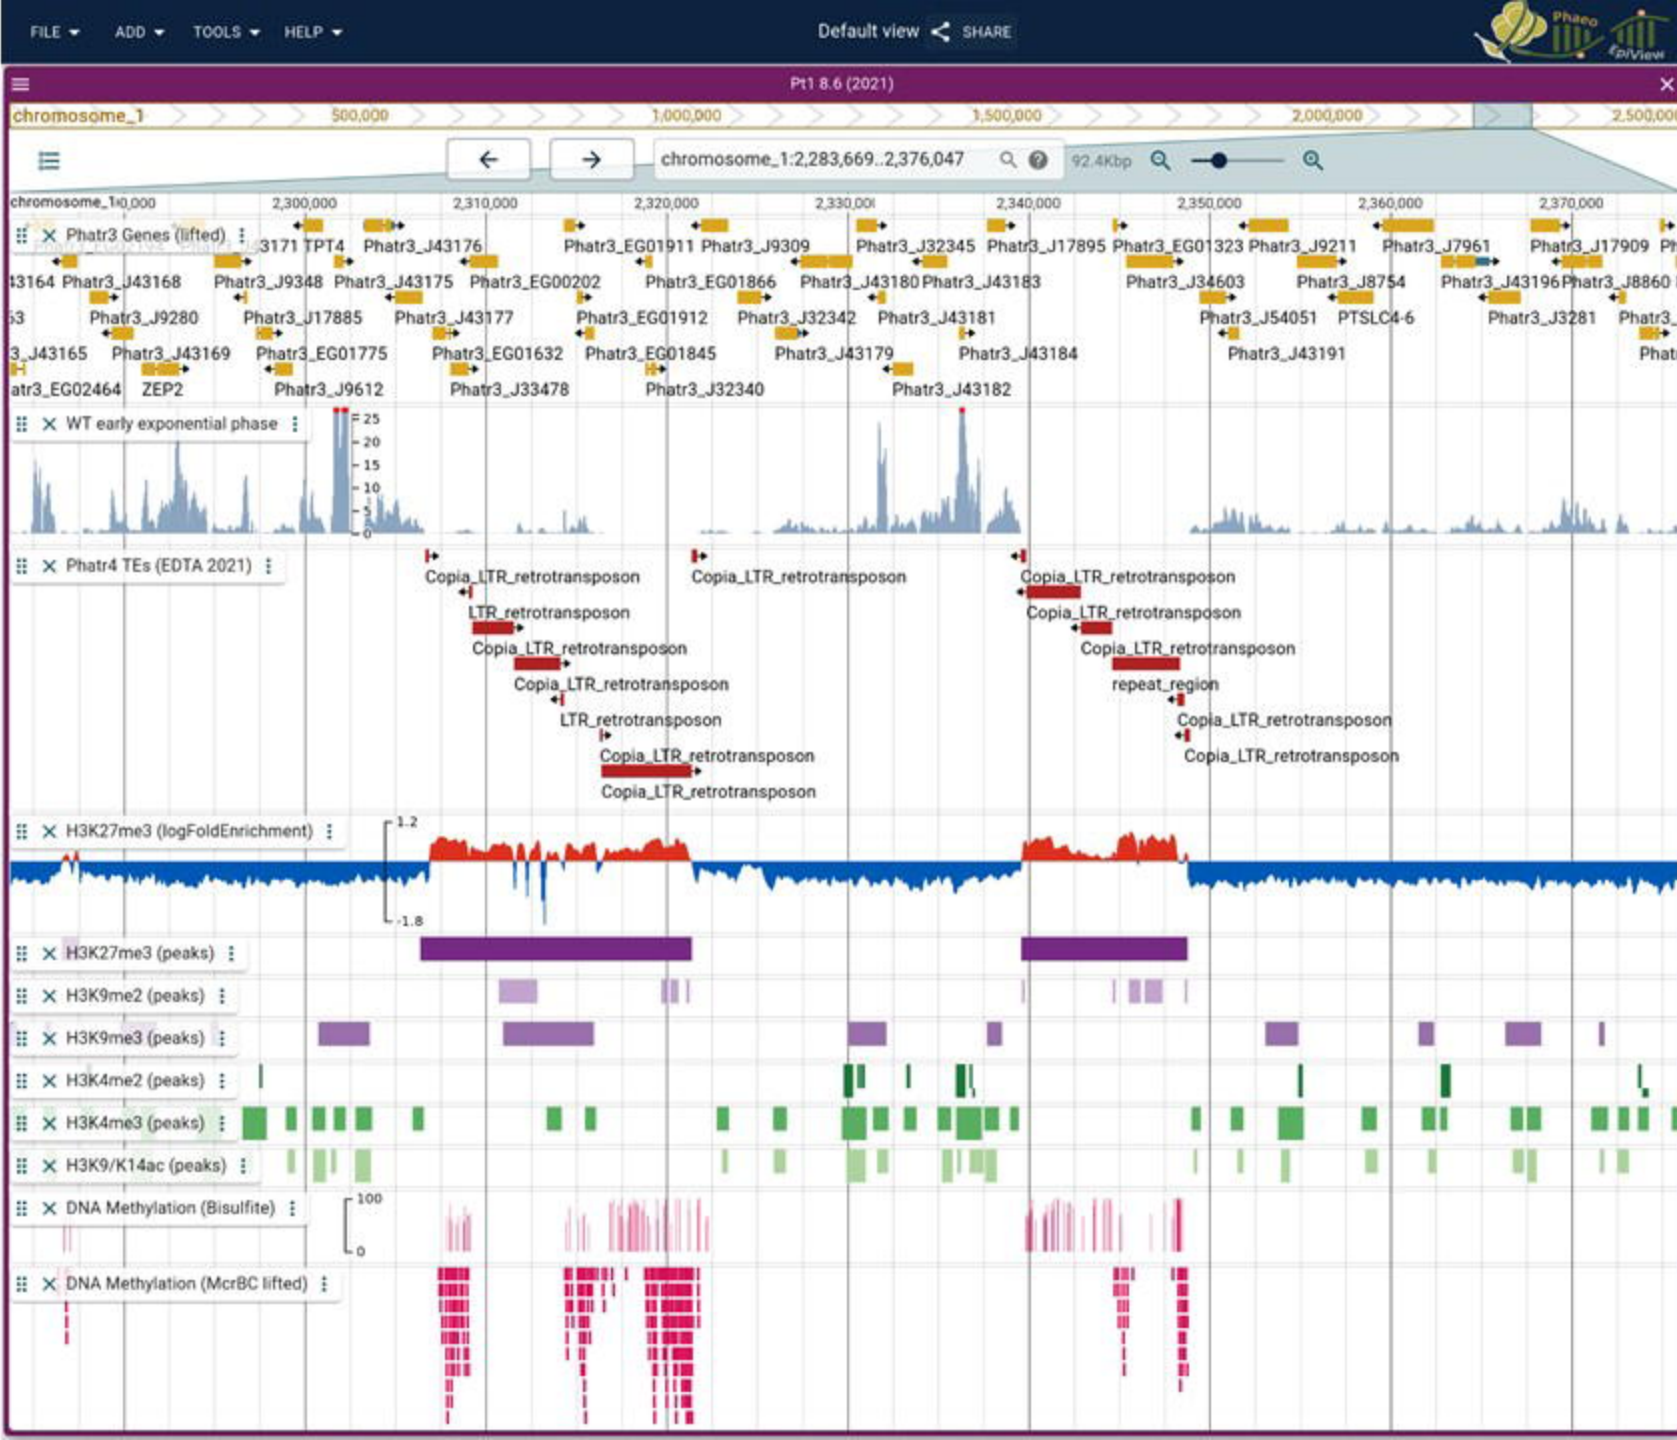 FILE ADD TOOLS HELP Default view SHARE Phaeo EpiView
Pt1 8.6 (2021)
chromosome_1 500,000 1,000,000 1,500,000 2,000,000
chromosome_1:2,283,669..2,376,047 92.4Kbp
2,300,000 2,310,000 2,320,000 2,330,000 2,340,000 2,350,000 2,360,000 2,370,000
Phatr3 Genes (lifted)
TPT4 Phatr3_J43176 Phatr3_EG01911 Phatr3_J9309 Phatr3_J32345 Phatr3_J17895 Phatr3_EG01323 Phatr3_J9211 Phatr3_J7961 Phatr3_J17909
43164 Phatr3_J43168 Phatr3_J9348 Phatr3_J43175 Phatr3_EG00202 Phatr3_EG01866 Phatr3_J43180 Phatr3_J43183 Phatr3_J34603 Phatr3_J8754 Phatr3_J43196 Phatr3_J8860
Phatr3_J9280 Phatr3_J17885 Phatr3_J43177 Phatr3_EG01912 Phatr3_J32342 Phatr3_J43181 Phatr3_J54051 PTSLC4-6 Phatr3_J3281
3_J43165 Phatr3_J43169 Phatr3_EG01775 Phatr3_EG01632 Phatr3_EG01845 Phatr3_J43179 Phatr3_J43184 Phatr3_J43191
atr3_EG02464 ZEP2 Phatr3_J9612 Phatr3_J33478 Phatr3_J32340 Phatr3_J43182
WT early exponential phase
25
20
15
10
5
0
Phatr4 TEs (EDTA 2021)
Copia_LTR_retrotransposon Copia_LTR_retrotransposon Copia_LTR_retrotransposon
LTR_retrotransposon Copia_LTR_retrotransposon
Copia_LTR_retrotransposon Copia_LTR_retrotransposon
Copia_LTR_retrotransposon repeat_region
LTR_retrotransposon Copia_LTR_retrotransposon
Copia_LTR_retrotransposon Copia_LTR_retrotransposon
Copia_LTR_retrotransposon
H3K27me3 (logFoldEnrichment)
1.2
-1.8
H3K27me3 (peaks)
H3K9me2 (peaks)
H3K9me3 (peaks)
H3K4me2 (peaks)
H3K4me3 (peaks)
H3K9/K14ac (peaks)
DNA Methylation (Bisulfite)
100
0
DNA Methylation (McrBC lifted)